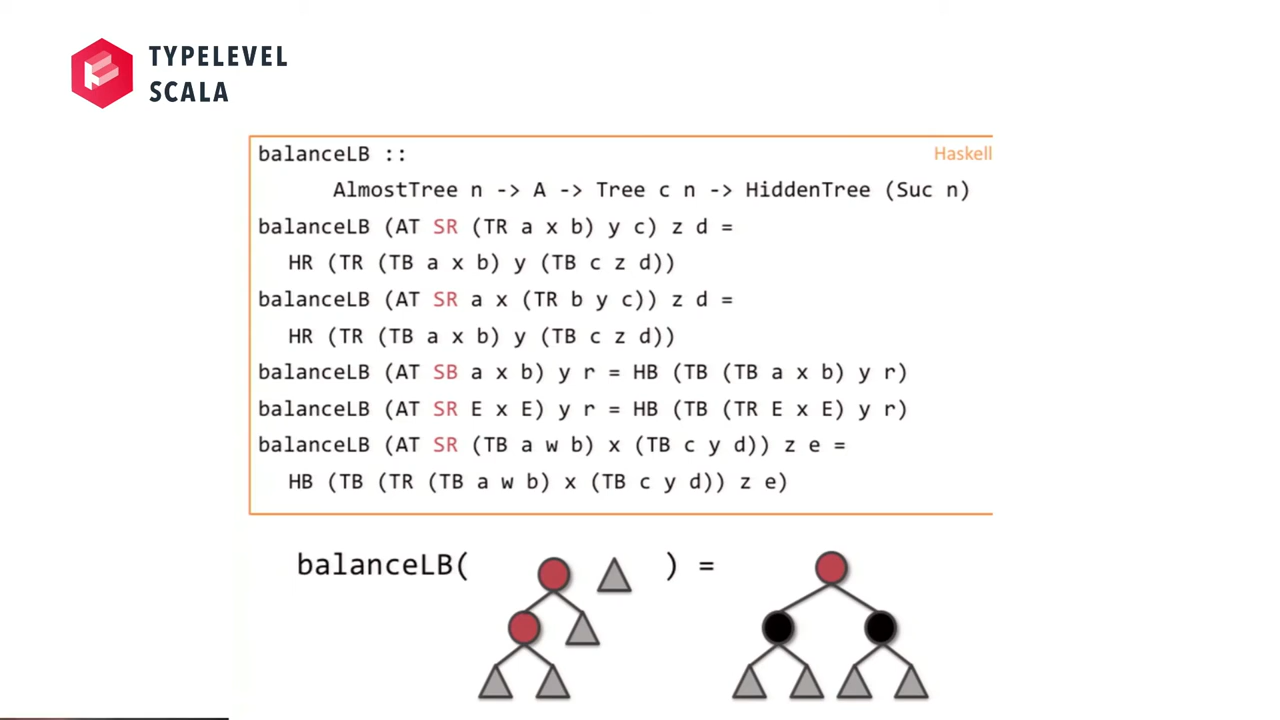 TYPELEVEL
SCALA
balanceLB ::
Haskell
AlmostTree n -> A -> Tree c n -> HiddenTree (Suc n)
balanceLB (AT SR (TR a x b) y c) z d =
HR (TR (TB a x b) y (TB c z d))
balanceLB (AT SR a x (TR b y c)) z d =
HR (TR (TB a x b) y (TB c z d))
balanceLB (AT SB a x b) y r = HB (TB (TB a x b) y r)
balanceLB (AT SR E x E) y r = HB (TB (TR E x E) y r)
balanceLB (AT SR (TB a w b) x (TB c y d)) z e =
HB (TB (TR (TB a w b) x (TB c y d)) z e)
balanceLB( ) =